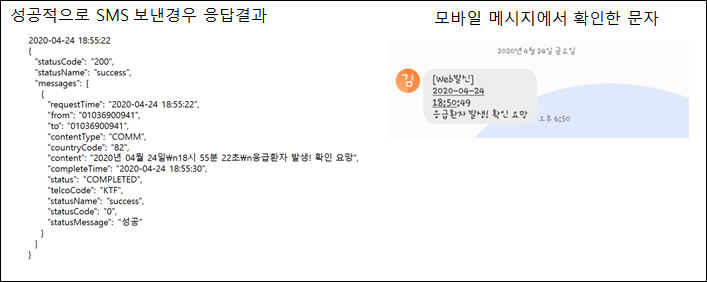 성공적으로 SMS 보낸경우 응답결과
2020-04-24 18:55:22
{
"statusCode": "200",
"statusName": "success",
"messages": [
{
"requestTime": "2020-04-24 18:55:22",
"from": "01036900941",
"to": "01036900941",
"contentType": "COMM",
"countryCode": "82",
"content": "2020년 04월 24일₩n18시 55분 22초₩n응급환자 발생! 확인 요망",
"completeTime": "2020-04-24 18:55:30",
"status": "COMPLETED",
"telcoCode": "KTF",
"statusName": "success",
"statusCode": "0",
"statusMessage": "성공"
}
]
}
모바일 메시지에서 확인한 문자
2020년 4월 24일 금요일
김
[Web발신]
2020-04-24
18:50:49
응급환자 발생! 확인 요망
오후 6:50